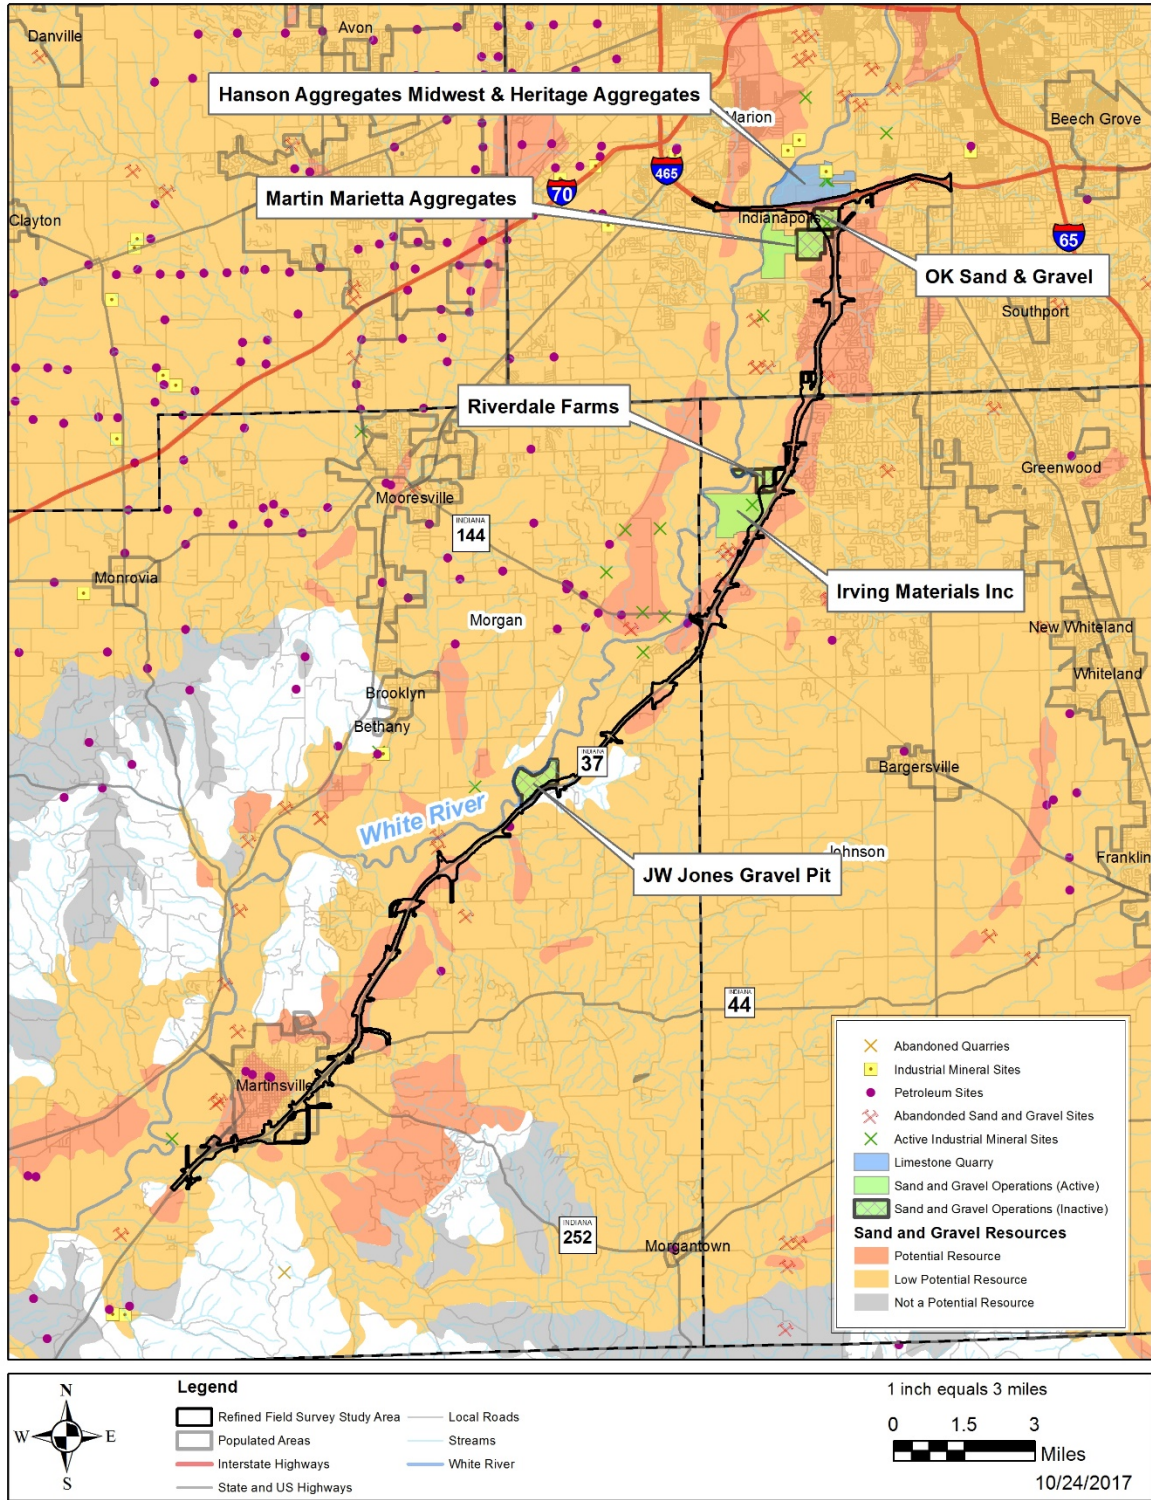 Danville
Avon
Hanson Aggregates Midwest & Heritage Aggregates
Marion
Beech Grove
465
70
Martin Marietta Aggregates
Clayton
Indianapolis
65
OK Sand & Gravel
Southport
Riverdale Farms
Greenwood
Mooresville
INDIANA
144
Monrovia
Irving Materials Inc
Morgan
New Whiteland
Whiteland
Brooklyn
Bethany
INDIANA
37
Bargersville
White River
Johnson
Franklin
JW Jones Gravel Pit
INDIANA
44
Martinsville
INDIANA
252
Morgantown
Abandoned Quarries
Industrial Mineral Sites
Petroleum Sites
Abandonded Sand and Gravel Sites
Active Industrial Mineral Sites
Limestone Quarry
Sand and Gravel Operations (Active)
Sand and Gravel Operations (Inactive)
Sand and Gravel Resources
Potential Resource
Low Potential Resource
Not a Potential Resource
N
W
E
S
Legend
Refined Field Survey Study Area
Populated Areas
Interstate Highways
State and US Highways
Local Roads
Streams
White River
1 inch equals 3 miles
0 1.5 3
Miles
10/24/2017